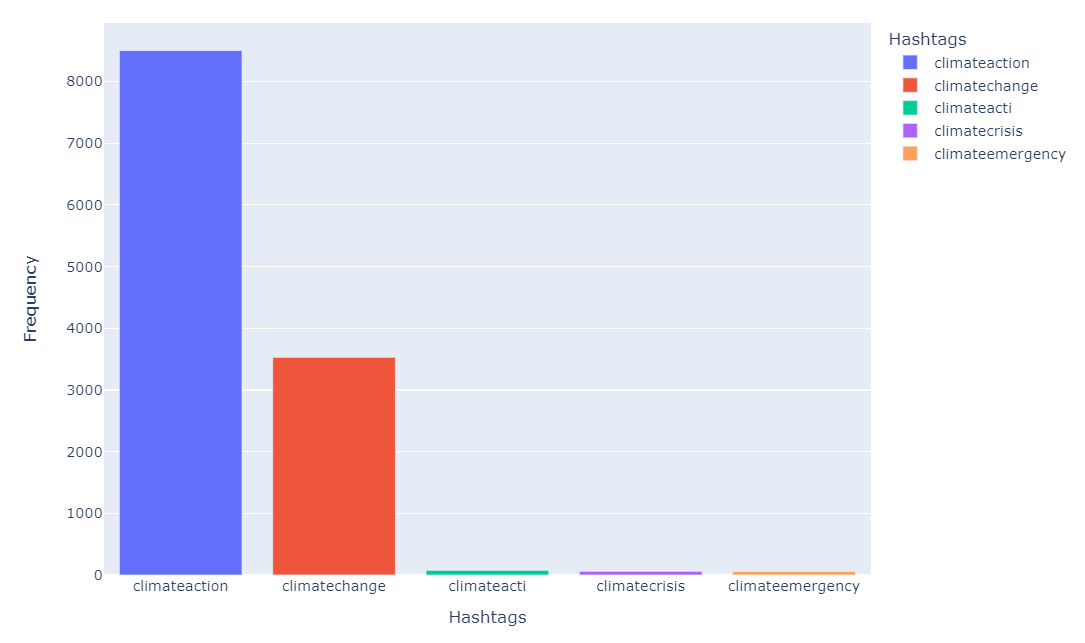 Hashtags
climateaction
climatechange
climateacti
climatecrisis
climateemergency
Frequency
8000
7000
6000
5000
4000
3000
2000
1000
0
climateaction climatechange climateacti climatecrisis climateemergency
Hashtags